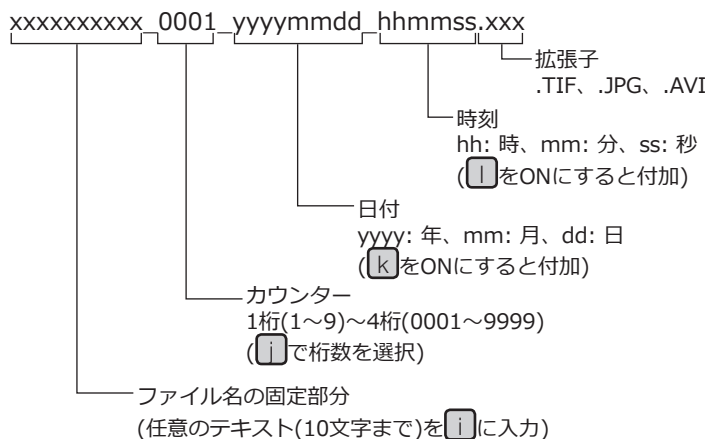 xxxxxxxxxx_0001_yyyymmdd_hhmmss.xxx
拡張子
.TIF、.JPG、.AVI
時刻
hh: 時、mm: 分、ss: 秒
(lをONにすると付加)
日付
yyyy: 年、mm: 月、dd: 日
(kをONにすると付加)
カウンター
1桁(1～9)～4桁(0001～9999)
(jで桁数を選択)
ファイル名の固定部分
(任意のテキスト(10文字まで)をiに入力)